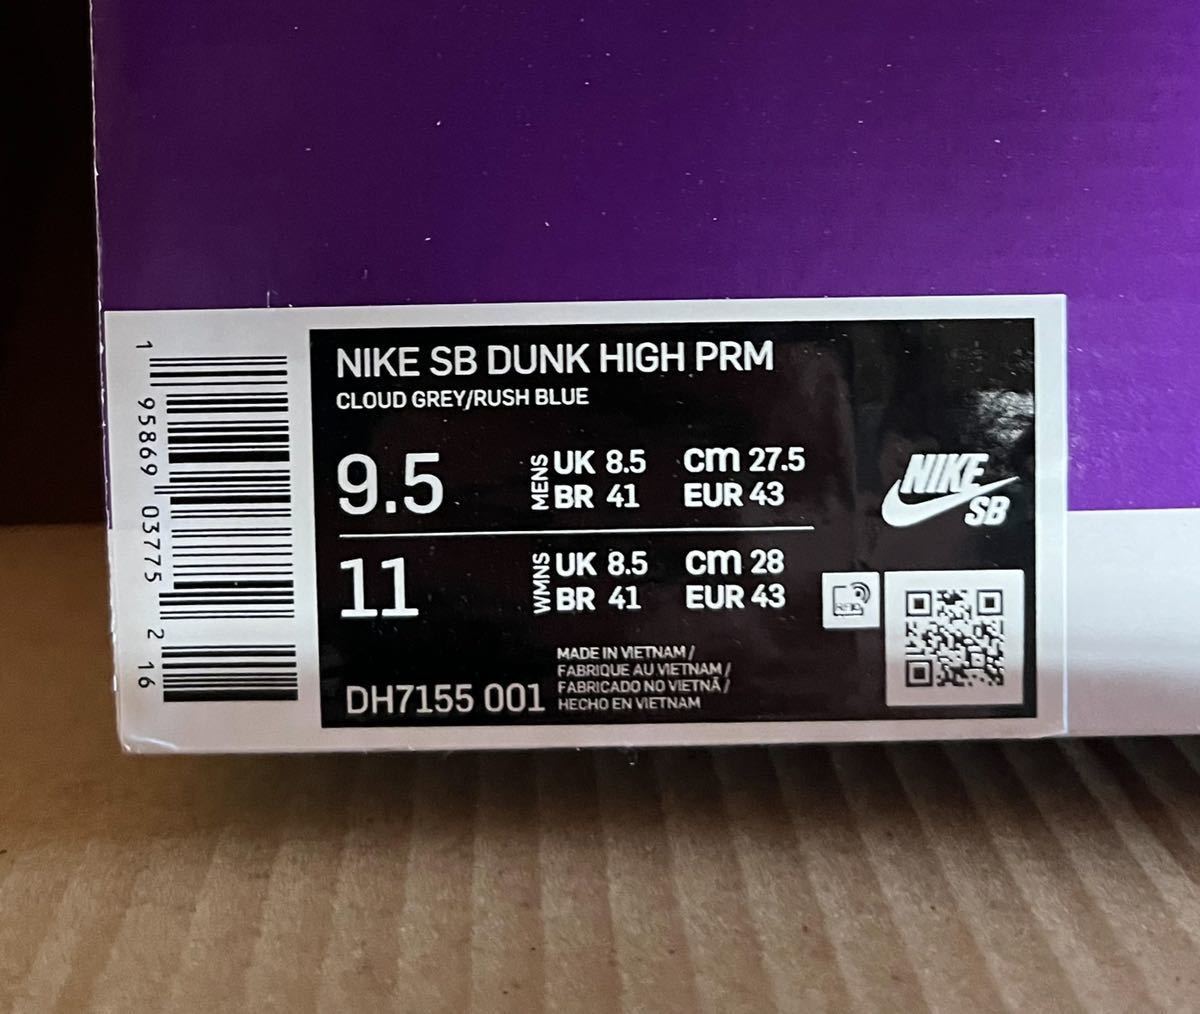 NIKE SB DUNK HIGH PRM
CLOUD GREY/RUSH BLUE
9.5 MENS UK 8.5 cm 27.5
BR 41 EUR 43
11 WMNS UK 8.5 cm 28
BR 41 EUR 43
MADE IN VIETNAM /
FABRIQUE AU VIETNAM /
FABRICADO NO VIETNÃ /
HECHO EN VIETNAM
DH7155 001
NIKE
SB
RFID
1 95869 03775 2 16